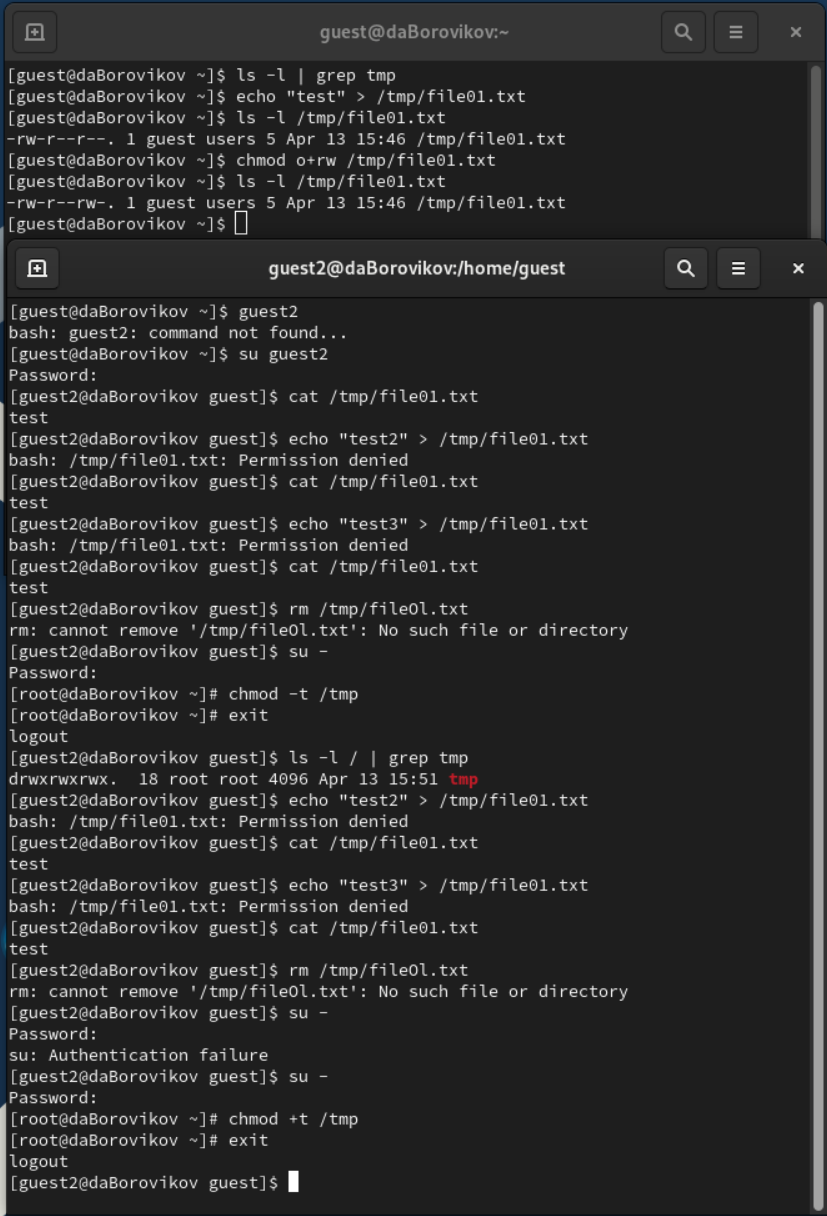 guest@daBorovikov:~
[guest@daBorovikov ~]$ ls -l | grep tmp
[guest@daBorovikov ~]$ echo "test" > /tmp/file01.txt
[guest@daBorovikov ~]$ ls -l /tmp/file01.txt
-rw-r--r--. 1 guest users 5 Apr 13 15:46 /tmp/file01.txt
[guest@daBorovikov ~]$ chmod o+rw /tmp/file01.txt
[guest@daBorovikov ~]$ ls -l /tmp/file01.txt
-rw-r--rw-. 1 guest users 5 Apr 13 15:46 /tmp/file01.txt
[guest@daBorovikov ~]$
guest2@daBorovikov:/home/guest
[guest@daBorovikov ~]$ guest2
bash: guest2: command not found...
[guest@daBorovikov ~]$ su guest2
Password:
[guest2@daBorovikov guest]$ cat /tmp/file01.txt
test
[guest2@daBorovikov guest]$ echo "test2" > /tmp/file01.txt
bash: /tmp/file01.txt: Permission denied
[guest2@daBorovikov guest]$ cat /tmp/file01.txt
test
[guest2@daBorovikov guest]$ echo "test3" > /tmp/file01.txt
bash: /tmp/file01.txt: Permission denied
[guest2@daBorovikov guest]$ cat /tmp/file01.txt
test
[guest2@daBorovikov guest]$ rm /tmp/fileOl.txt
rm: cannot remove '/tmp/fileOl.txt': No such file or directory
[guest2@daBorovikov guest]$ su -
Password:
[root@daBorovikov ~]# chmod -t /tmp
[root@daBorovikov ~]# exit
logout
[guest2@daBorovikov guest]$ ls -l / | grep tmp
drwxrwxrwx.  18 root root 4096 Apr 13 15:51 tmp
[guest2@daBorovikov guest]$ echo "test2" > /tmp/file01.txt
bash: /tmp/file01.txt: Permission denied
[guest2@daBorovikov guest]$ cat /tmp/file01.txt
test
[guest2@daBorovikov guest]$ echo "test3" > /tmp/file01.txt
bash: /tmp/file01.txt: Permission denied
[guest2@daBorovikov guest]$ cat /tmp/file01.txt
test
[guest2@daBorovikov guest]$ rm /tmp/fileOl.txt
rm: cannot remove '/tmp/fileOl.txt': No such file or directory
[guest2@daBorovikov guest]$ su -
Password:
su: Authentication failure
[guest2@daBorovikov guest]$ su -
Password:
[root@daBorovikov ~]# chmod +t /tmp
[root@daBorovikov ~]# exit
logout
[guest2@daBorovikov guest]$